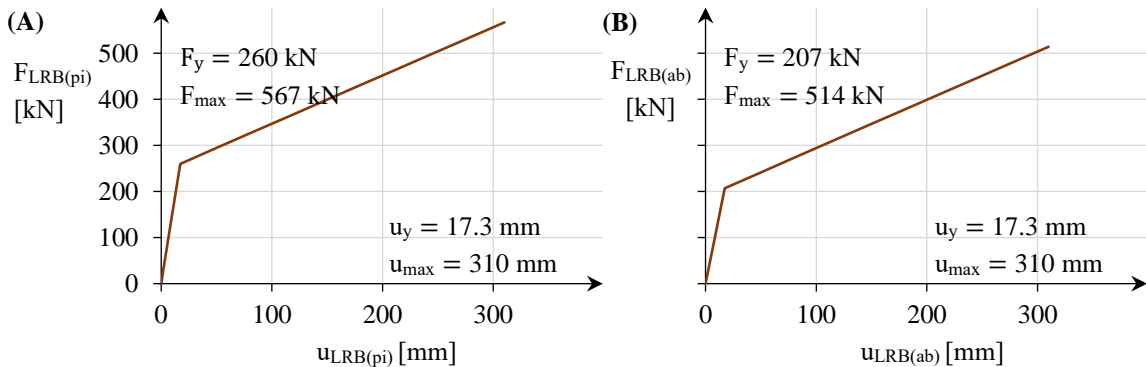 (A)
F_LRB(pi)
[kN]
500
400
300
200
100
0
F_y = 260 kN
F_max = 567 kN
u_y = 17.3 mm
u_max = 310 mm
0 100 200 300
u_LRB(pi) [mm]
(B)
F_LRB(ab)
[kN]
F_y = 207 kN
F_max = 514 kN
u_y = 17.3 mm
u_max = 310 mm
0 100 200 300
u_LRB(ab) [mm]